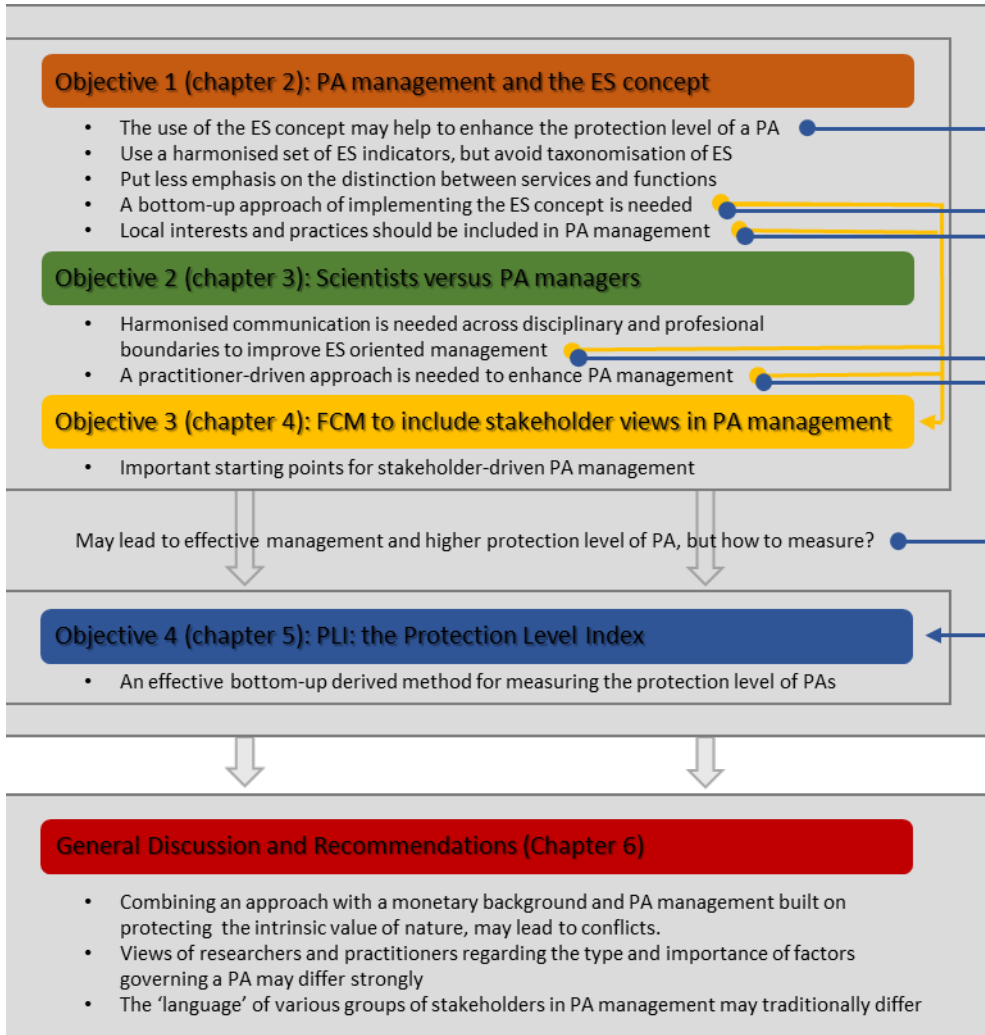 Objective 1 (chapter 2): PA management and the ES concept
• The use of the ES concept may help to enhance the protection level of a PA
• Use a harmonised set of ES indicators, but avoid taxonomisation of ES
• Put less emphasis on the distinction between services and functions
• A bottom-up approach of implementing the ES concept is needed
• Local interests and practices should be included in PA management
Objective 2 (chapter 3): Scientists versus PA managers
• Harmonised communication is needed across disciplinary and profesional
boundaries to improve ES oriented management
• A practitioner-driven approach is needed to enhance PA management
Objective 3 (chapter 4): FCM to include stakeholder views in PA management
• Important starting points for stakeholder-driven PA management
May lead to effective management and higher protection level of PA, but how to measure?
Objective 4 (chapter 5): PLI: the Protection Level Index
• An effective bottom-up derived method for measuring the protection level of PAs
General Discussion and Recommendations (Chapter 6)
• Combining an approach with a monetary background and PA management built on
protecting the intrinsic value of nature, may lead to conflicts.
• Views of researchers and practitioners regarding the type and importance of factors
governing a PA may differ strongly
• The ‘language’ of various groups of stakeholders in PA management may traditionally differ